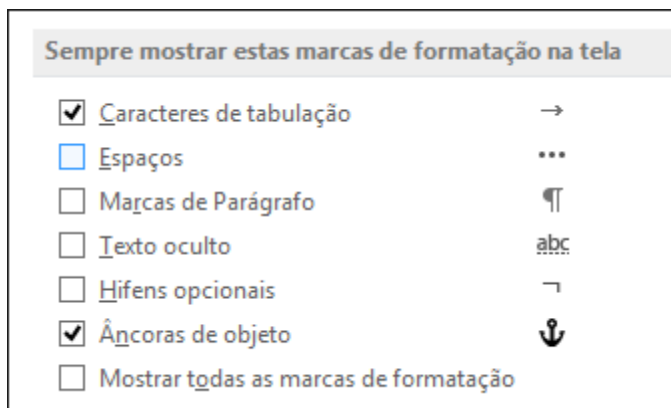 Sempre mostrar estas marcas de formatação na tela
Caracteres de tabulação →
Espaços •••
Marcas de Parágrafo ¶
Texto oculto abc
Hifens opcionais ¬
Âncoras de objeto ⚓
Mostrar todas as marcas de formatação